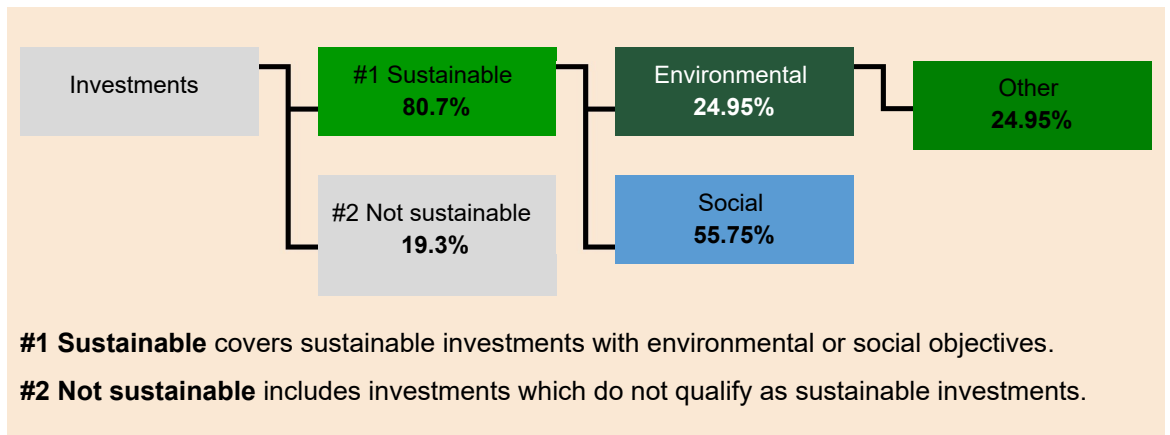 Investments
#1 Sustainable
80.7%
Environmental
24.95%
Other
24.95%
#2 Not sustainable
19.3%
Social
55.75%
#1 Sustainable covers sustainable investments with environmental or social objectives.
#2 Not sustainable includes investments which do not qualify as sustainable investments.